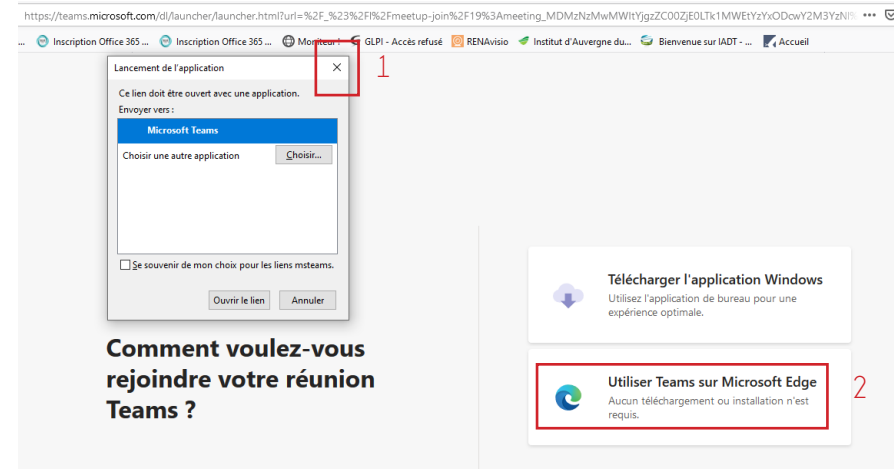 https://teams.microsoft.com/dl/launcher/launcher.html?url=%2F_%23%2Fl%2Fmeetup-join%2F19%3Ameeting_MDMzNzMwMWItYjgzZC00ZjE0LTk1MWEtYzYxODcwY2M3YzNl%
... Inscription Office 365 ... Inscription Office 365 ... Moniteur ! GLPI - Accès refusé RENAvisio Institut d'Auvergne du... Bienvenue sur IADT - ... Accueil
Lancement de l'application
1
Ce lien doit être ouvert avec une application.
Envoyer vers :
Microsoft Teams
Choisir une autre application Choisir...
Se souvenir de mon choix pour les liens msteams.
Ouvrir le lien Annuler
Comment voulez-vous
rejoindre votre réunion
Teams ?
Télécharger l'application Windows
Utilisez l'application de bureau pour une
expérience optimale.
Utiliser Teams sur Microsoft Edge
Aucun téléchargement ou installation n'est
requis.
2